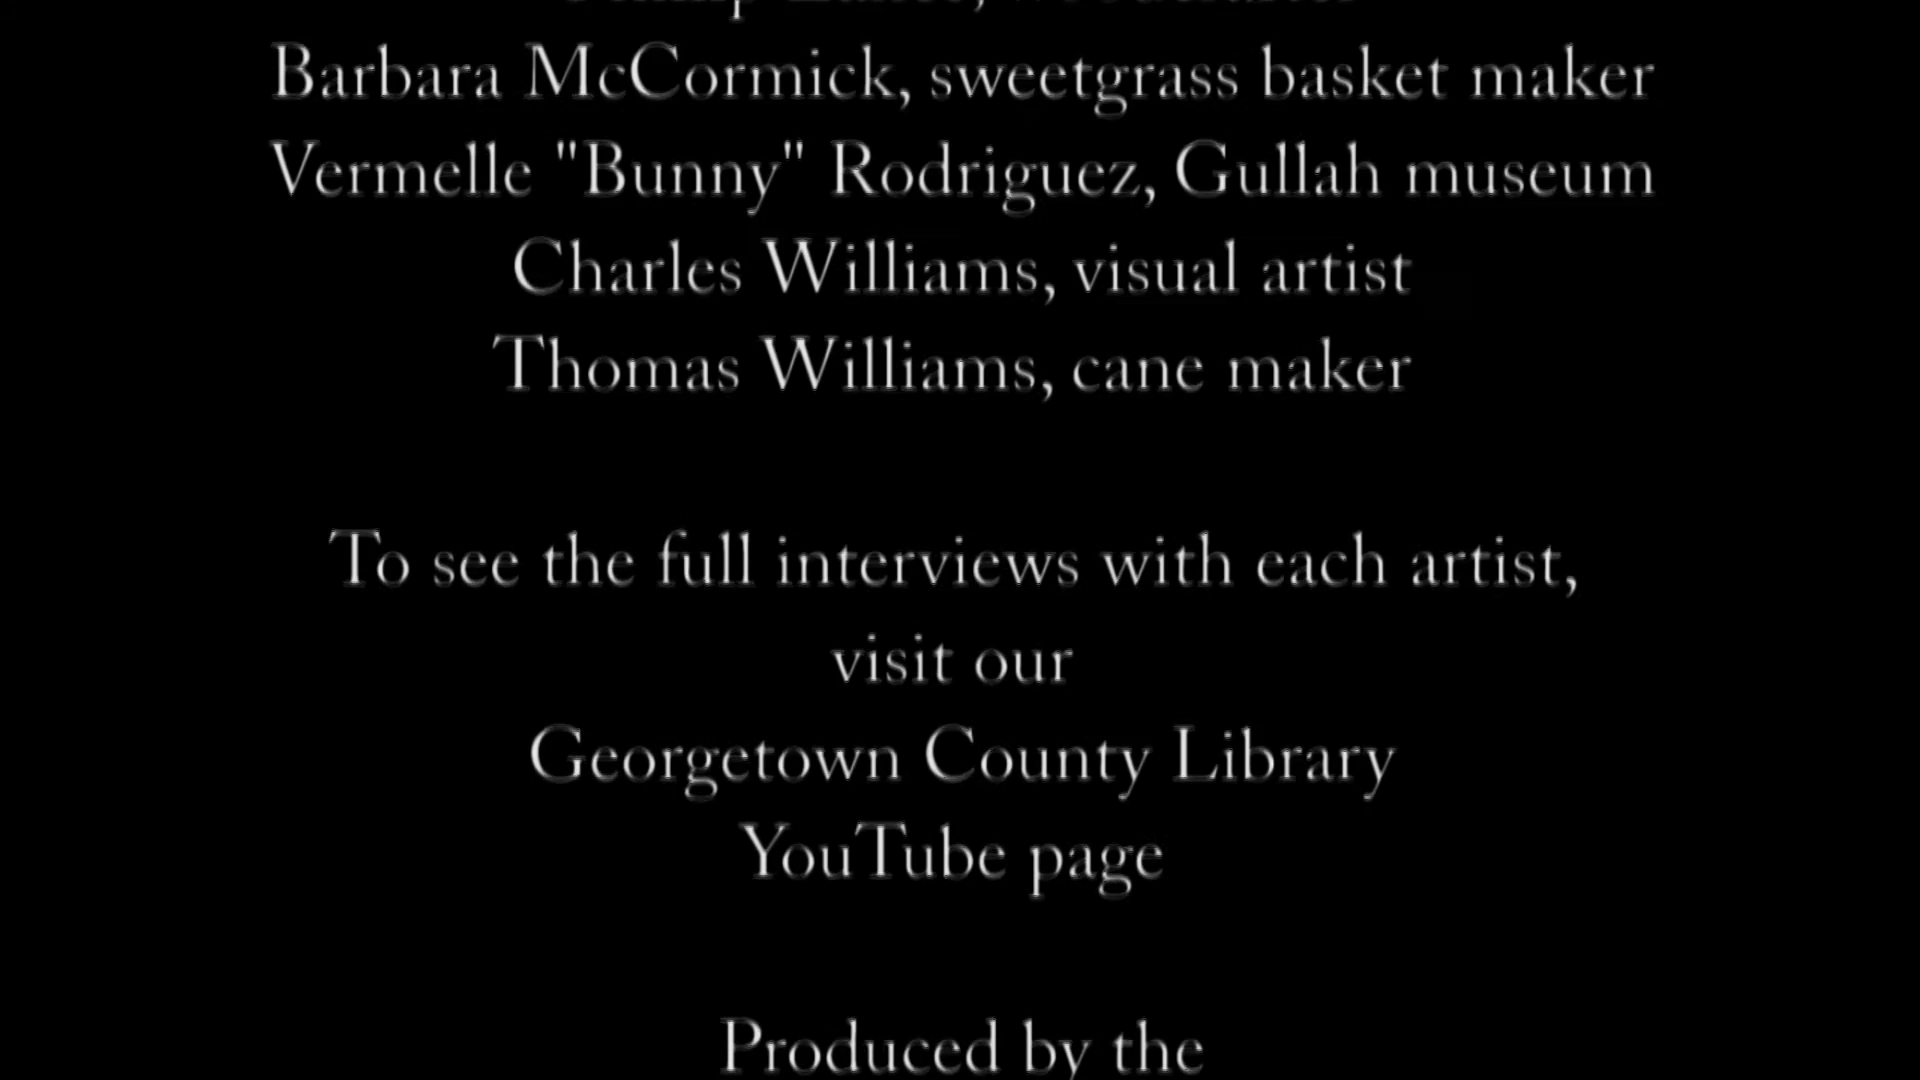 Barbara McCormick, sweetgrass basket maker
Vermelle "Bunny" Rodriguez, Gullah museum
Charles Williams, visual artist
Thomas Williams, cane maker
To see the full interviews with each artist,
visit our
Georgetown County Library
YouTube page
Produced by the